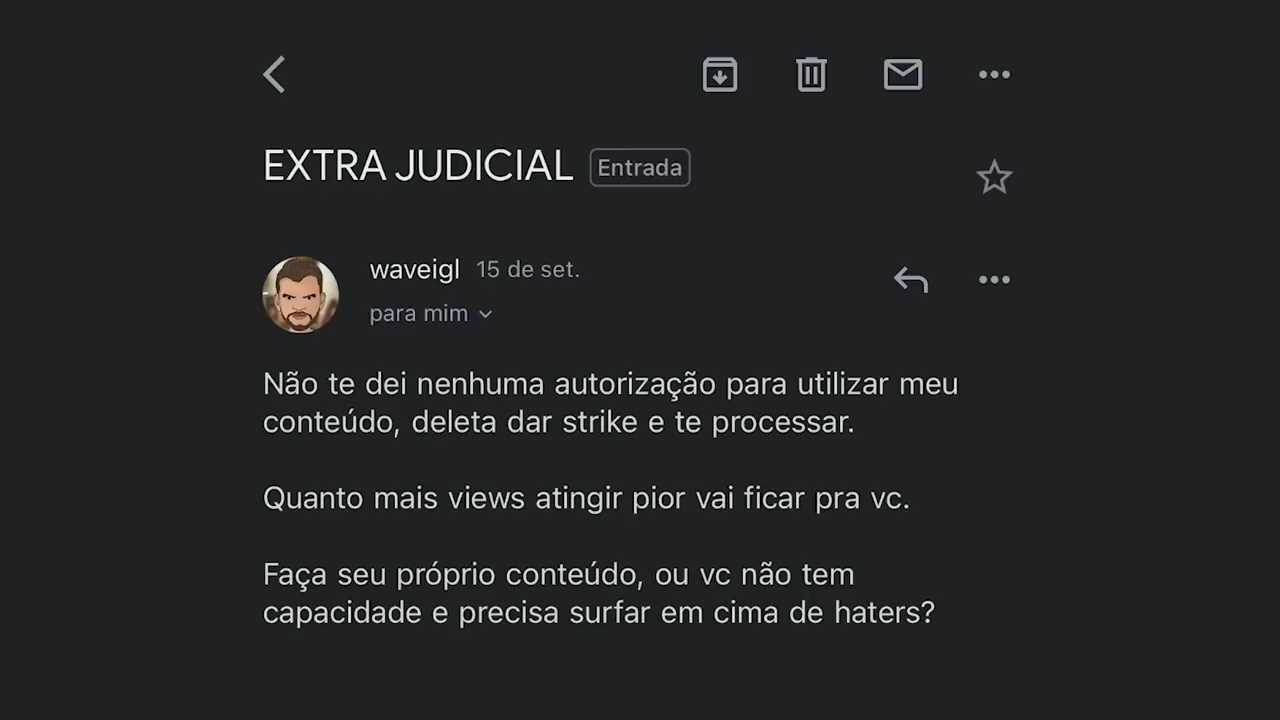 EXTRA JUDICIAL Entrada
waveigl 15 de set.
para mim
Não te dei nenhuma autorização para utilizar meu
conteúdo, deleta dar strike e te processar.
Quanto mais views atingir pior vai ficar pra vc.
Faça seu próprio conteúdo, ou vc não tem
capacidade e precisa surfar em cima de haters?